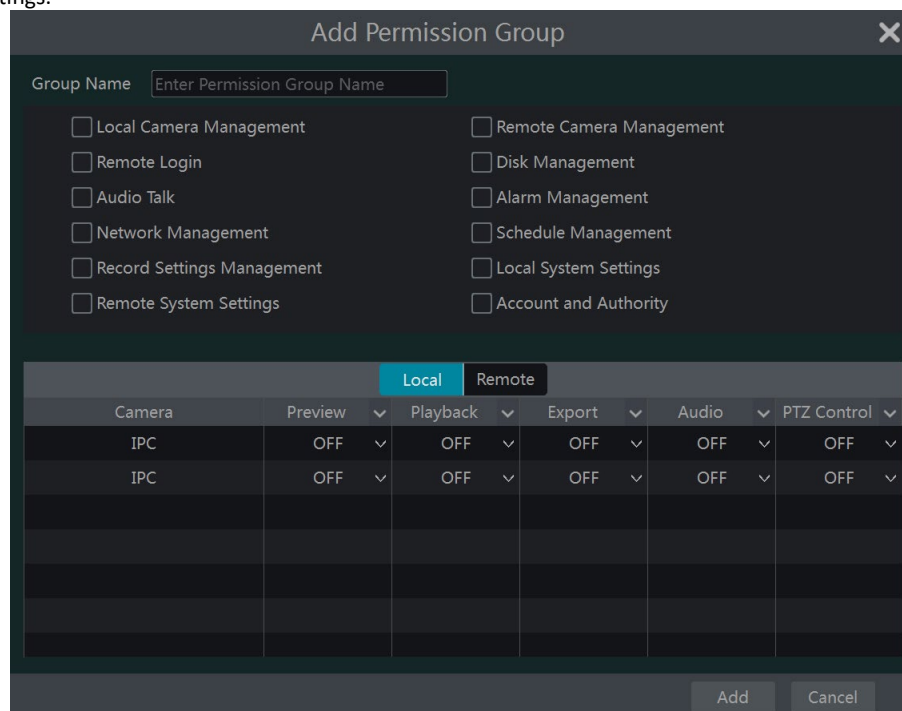 Add Permission Group
Group Name Enter Permission Group Name
Local Camera Management Remote Camera Management
Remote Login Disk Management
Audio Talk Alarm Management
Network Management Schedule Management
Record Settings Management Local System Settings
Remote System Settings Account and Authority
Local Remote
Camera Preview Playback Export Audio PTZ Control
IPC OFF OFF OFF OFF OFF
IPC OFF OFF OFF OFF OFF
Add Cancel